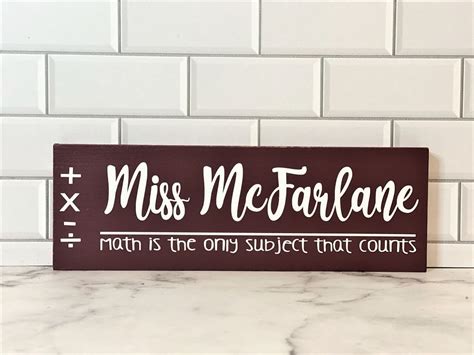 +
x
-
÷
Miss McFarlane
math is the only subject that counts